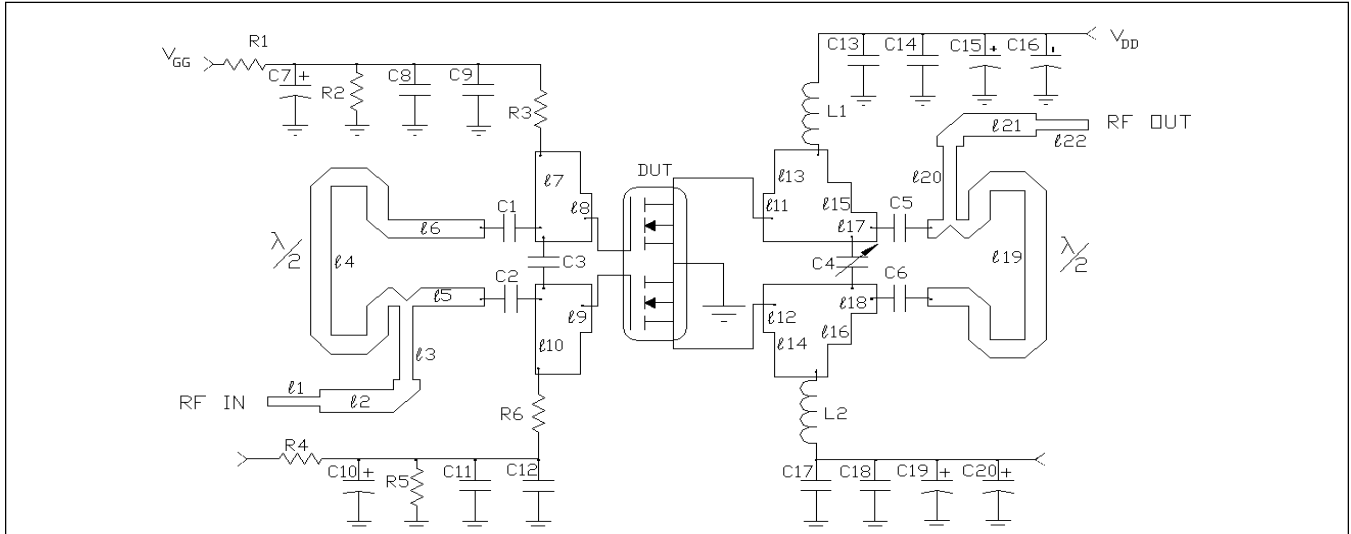 R1
V_GG
C7 +
R2
C8
C9
R3
C13
C14
C15 +
C16
V_DD
L1
ℓ21
RF OUT
ℓ22
ℓ20
DUT
ℓ7
ℓ8
ℓ13
ℓ11
ℓ15
ℓ17
C5
C1
ℓ6
λ/2
ℓ4
C3
C4
ℓ19
λ/2
C2
ℓ5
C6
ℓ9
ℓ10
ℓ12
ℓ14
ℓ18
ℓ16
ℓ3
ℓ1
ℓ2
RF IN
R6
L2
R4
C10 +
R5
C11
C12
C17
C18
C19 +
C20 +